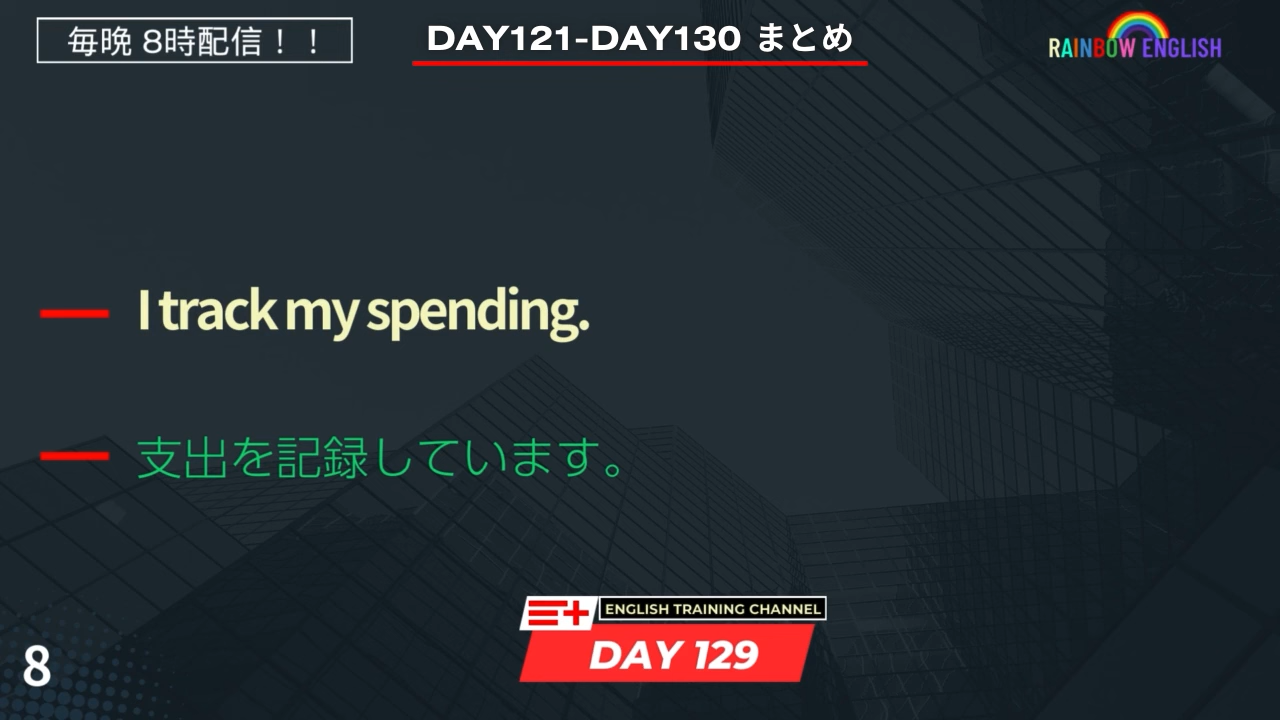 毎晩 8時配信！！
DAY121-DAY130 まとめ
RAINBOW ENGLISH
I track my spending.
支出を記録しています。
ENGLISH TRAINING CHANNEL
DAY 129
8